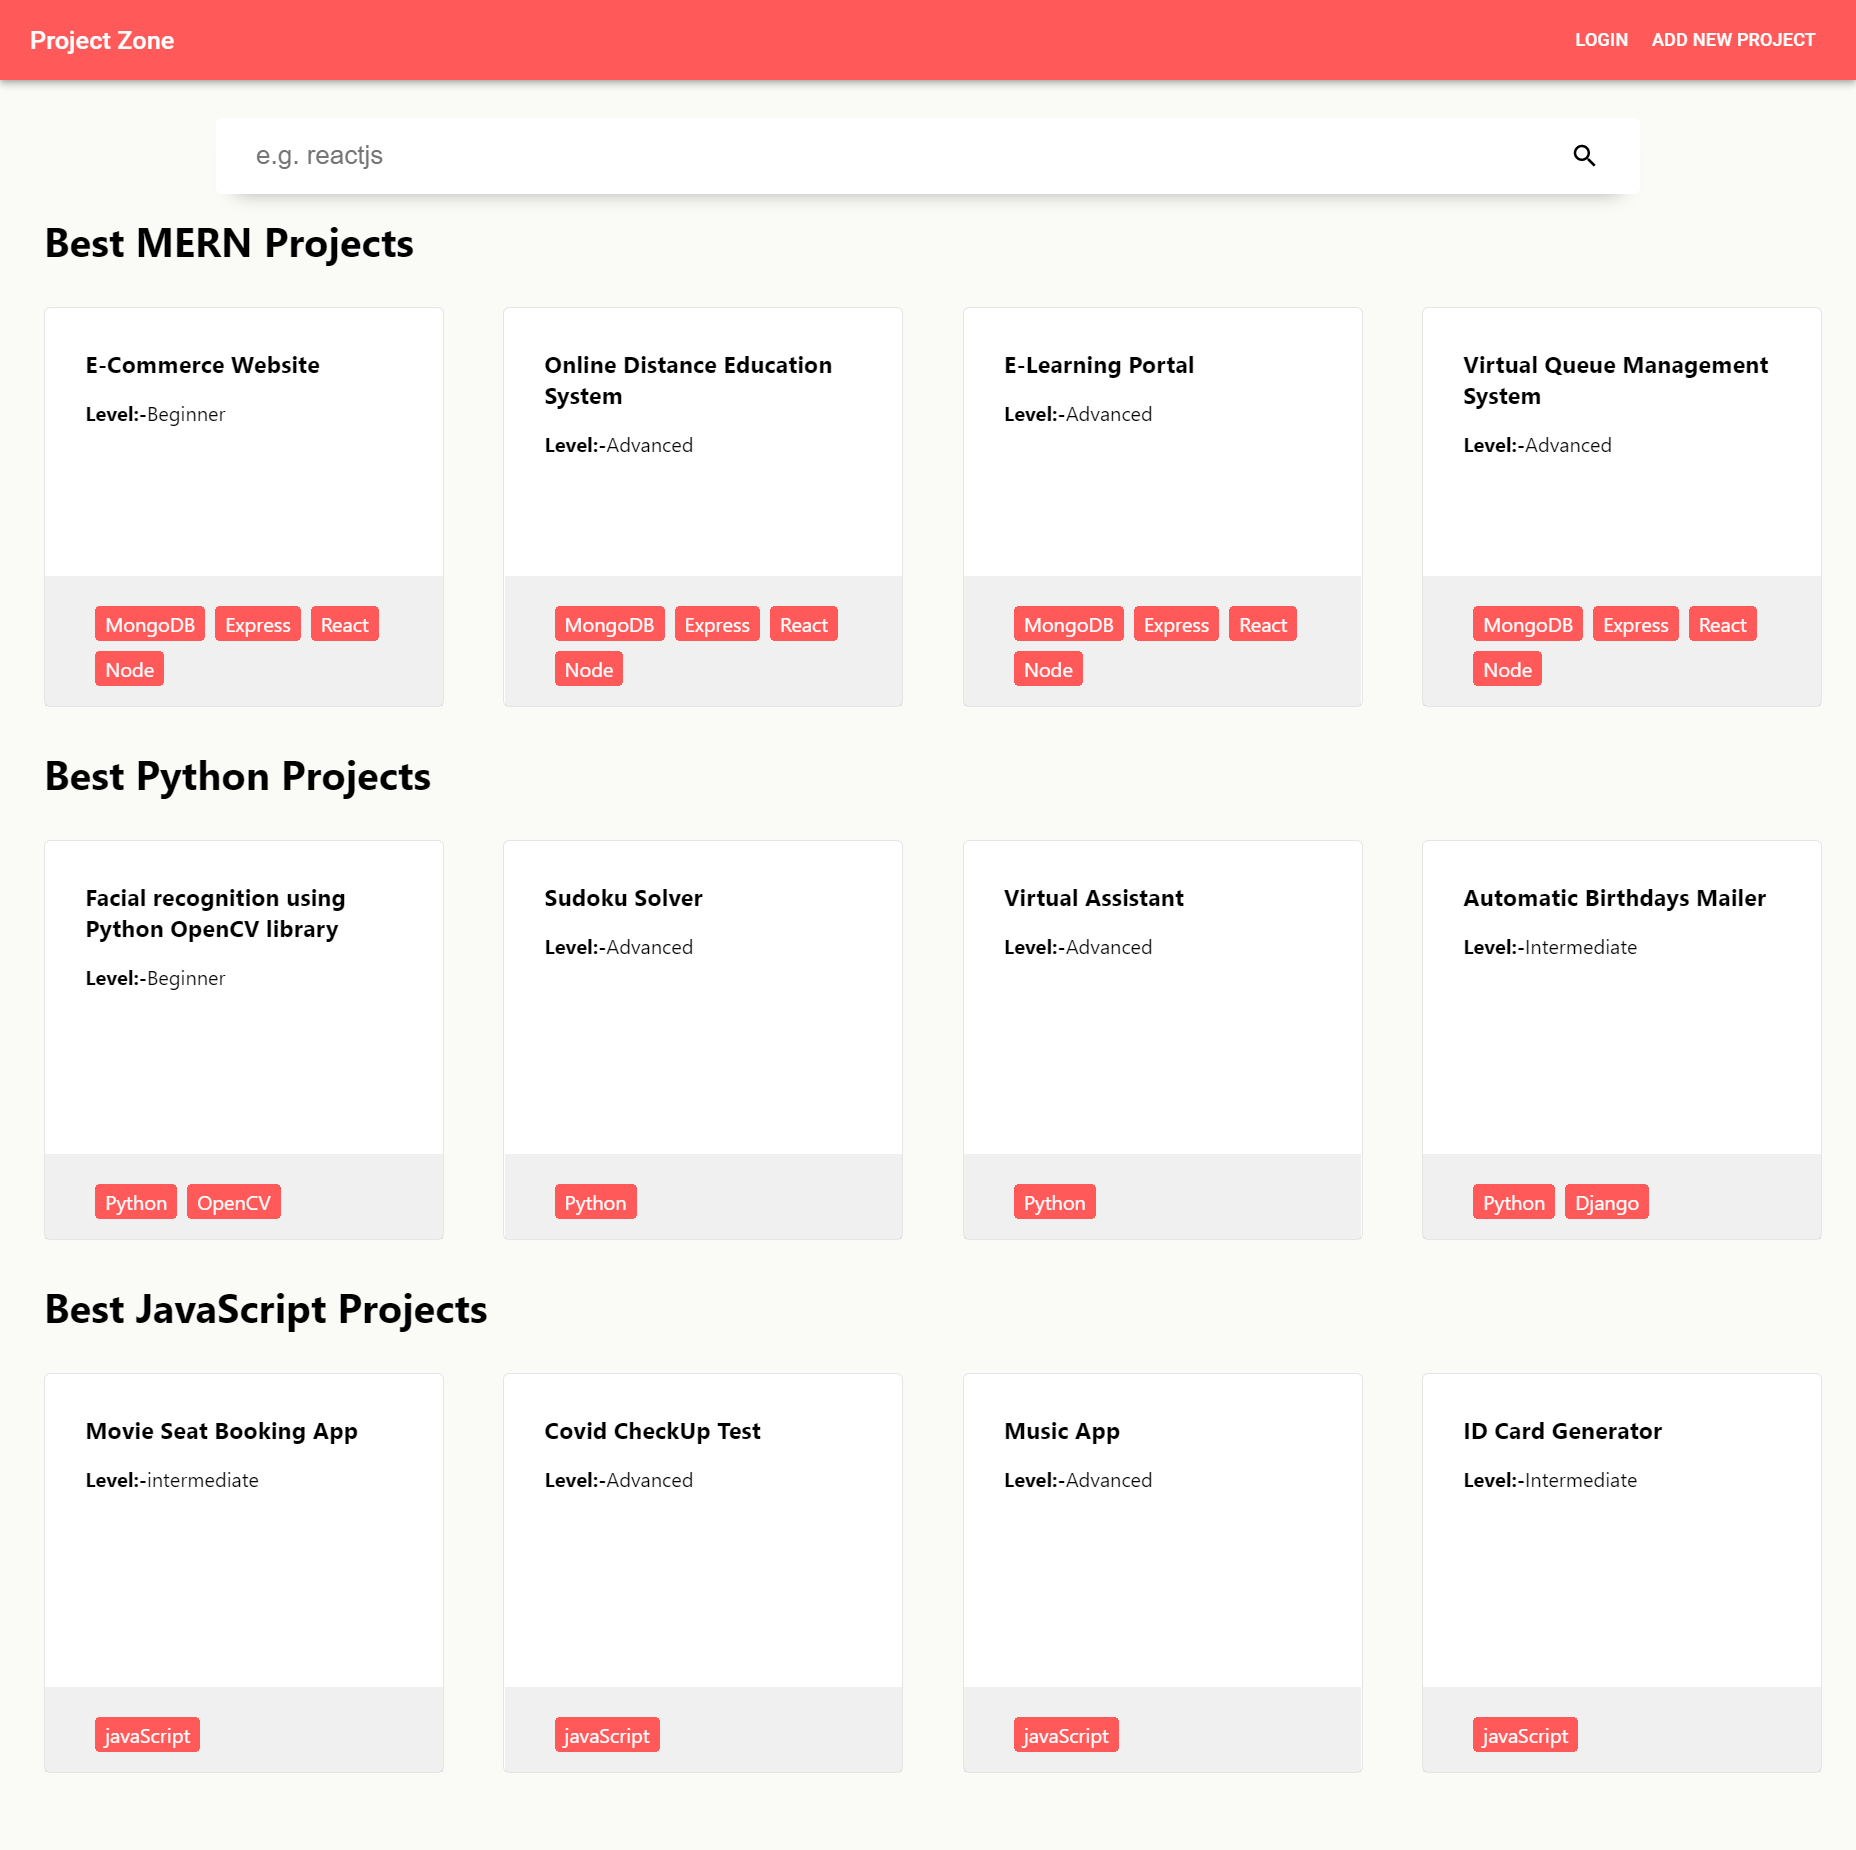 Project Zone
LOGIN
ADD NEW PROJECT
e.g. reactjs
Best MERN Projects
E-Commerce Website
Level:-Beginner
MongoDB
Express
React
Node
Online Distance Education
System
Level:-Advanced
MongoDB
Express
React
Node
E-Learning Portal
Level:-Advanced
MongoDB
Express
React
Node
Virtual Queue Management
System
Level:-Advanced
MongoDB
Express
React
Node
Best Python Projects
Facial recognition using
Python OpenCV library
Level:-Beginner
Python
OpenCV
Sudoku Solver
Level:-Advanced
Python
Virtual Assistant
Level:-Advanced
Python
Automatic Birthdays Mailer
Level:-Intermediate
Python
Django
Best JavaScript Projects
Movie Seat Booking App
Level:-intermediate
javaScript
Covid CheckUp Test
Level:-Advanced
javaScript
Music App
Level:-Advanced
javaScript
ID Card Generator
Level:-Intermediate
javaScript